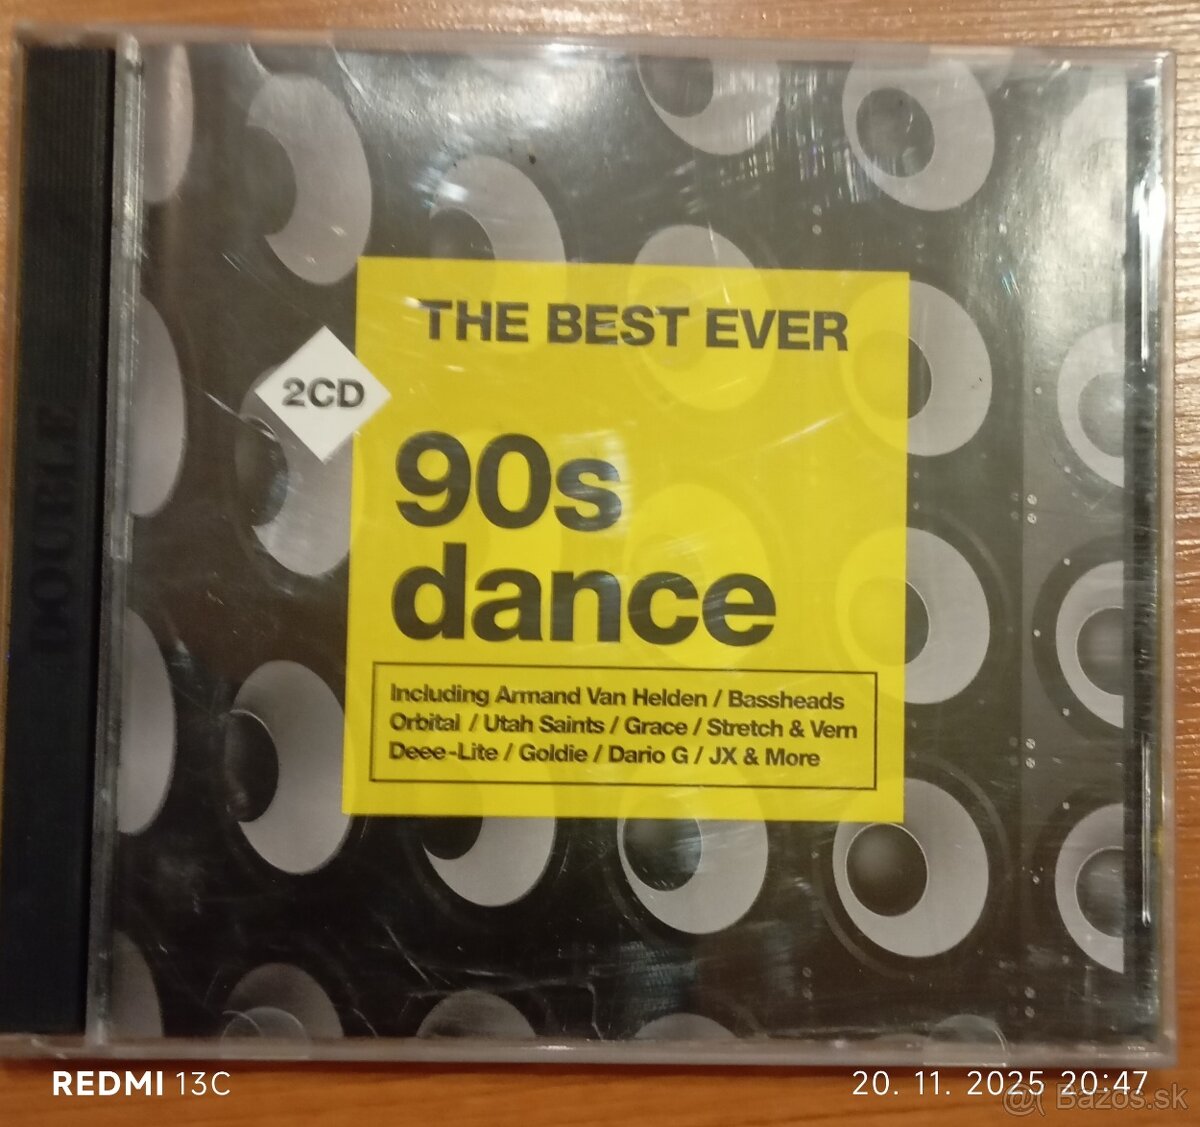 THE BEST EVER
2CD
90s
dance
Including Armand Van Helden / Bassheads
Orbital / Utah Saints / Grace / Stretch & Vern
Deee-Lite / Goldie / Dario G / JX & More
DOUBLE
REDMI 13C
20. 11. 2025 20:47
Bazos.sk